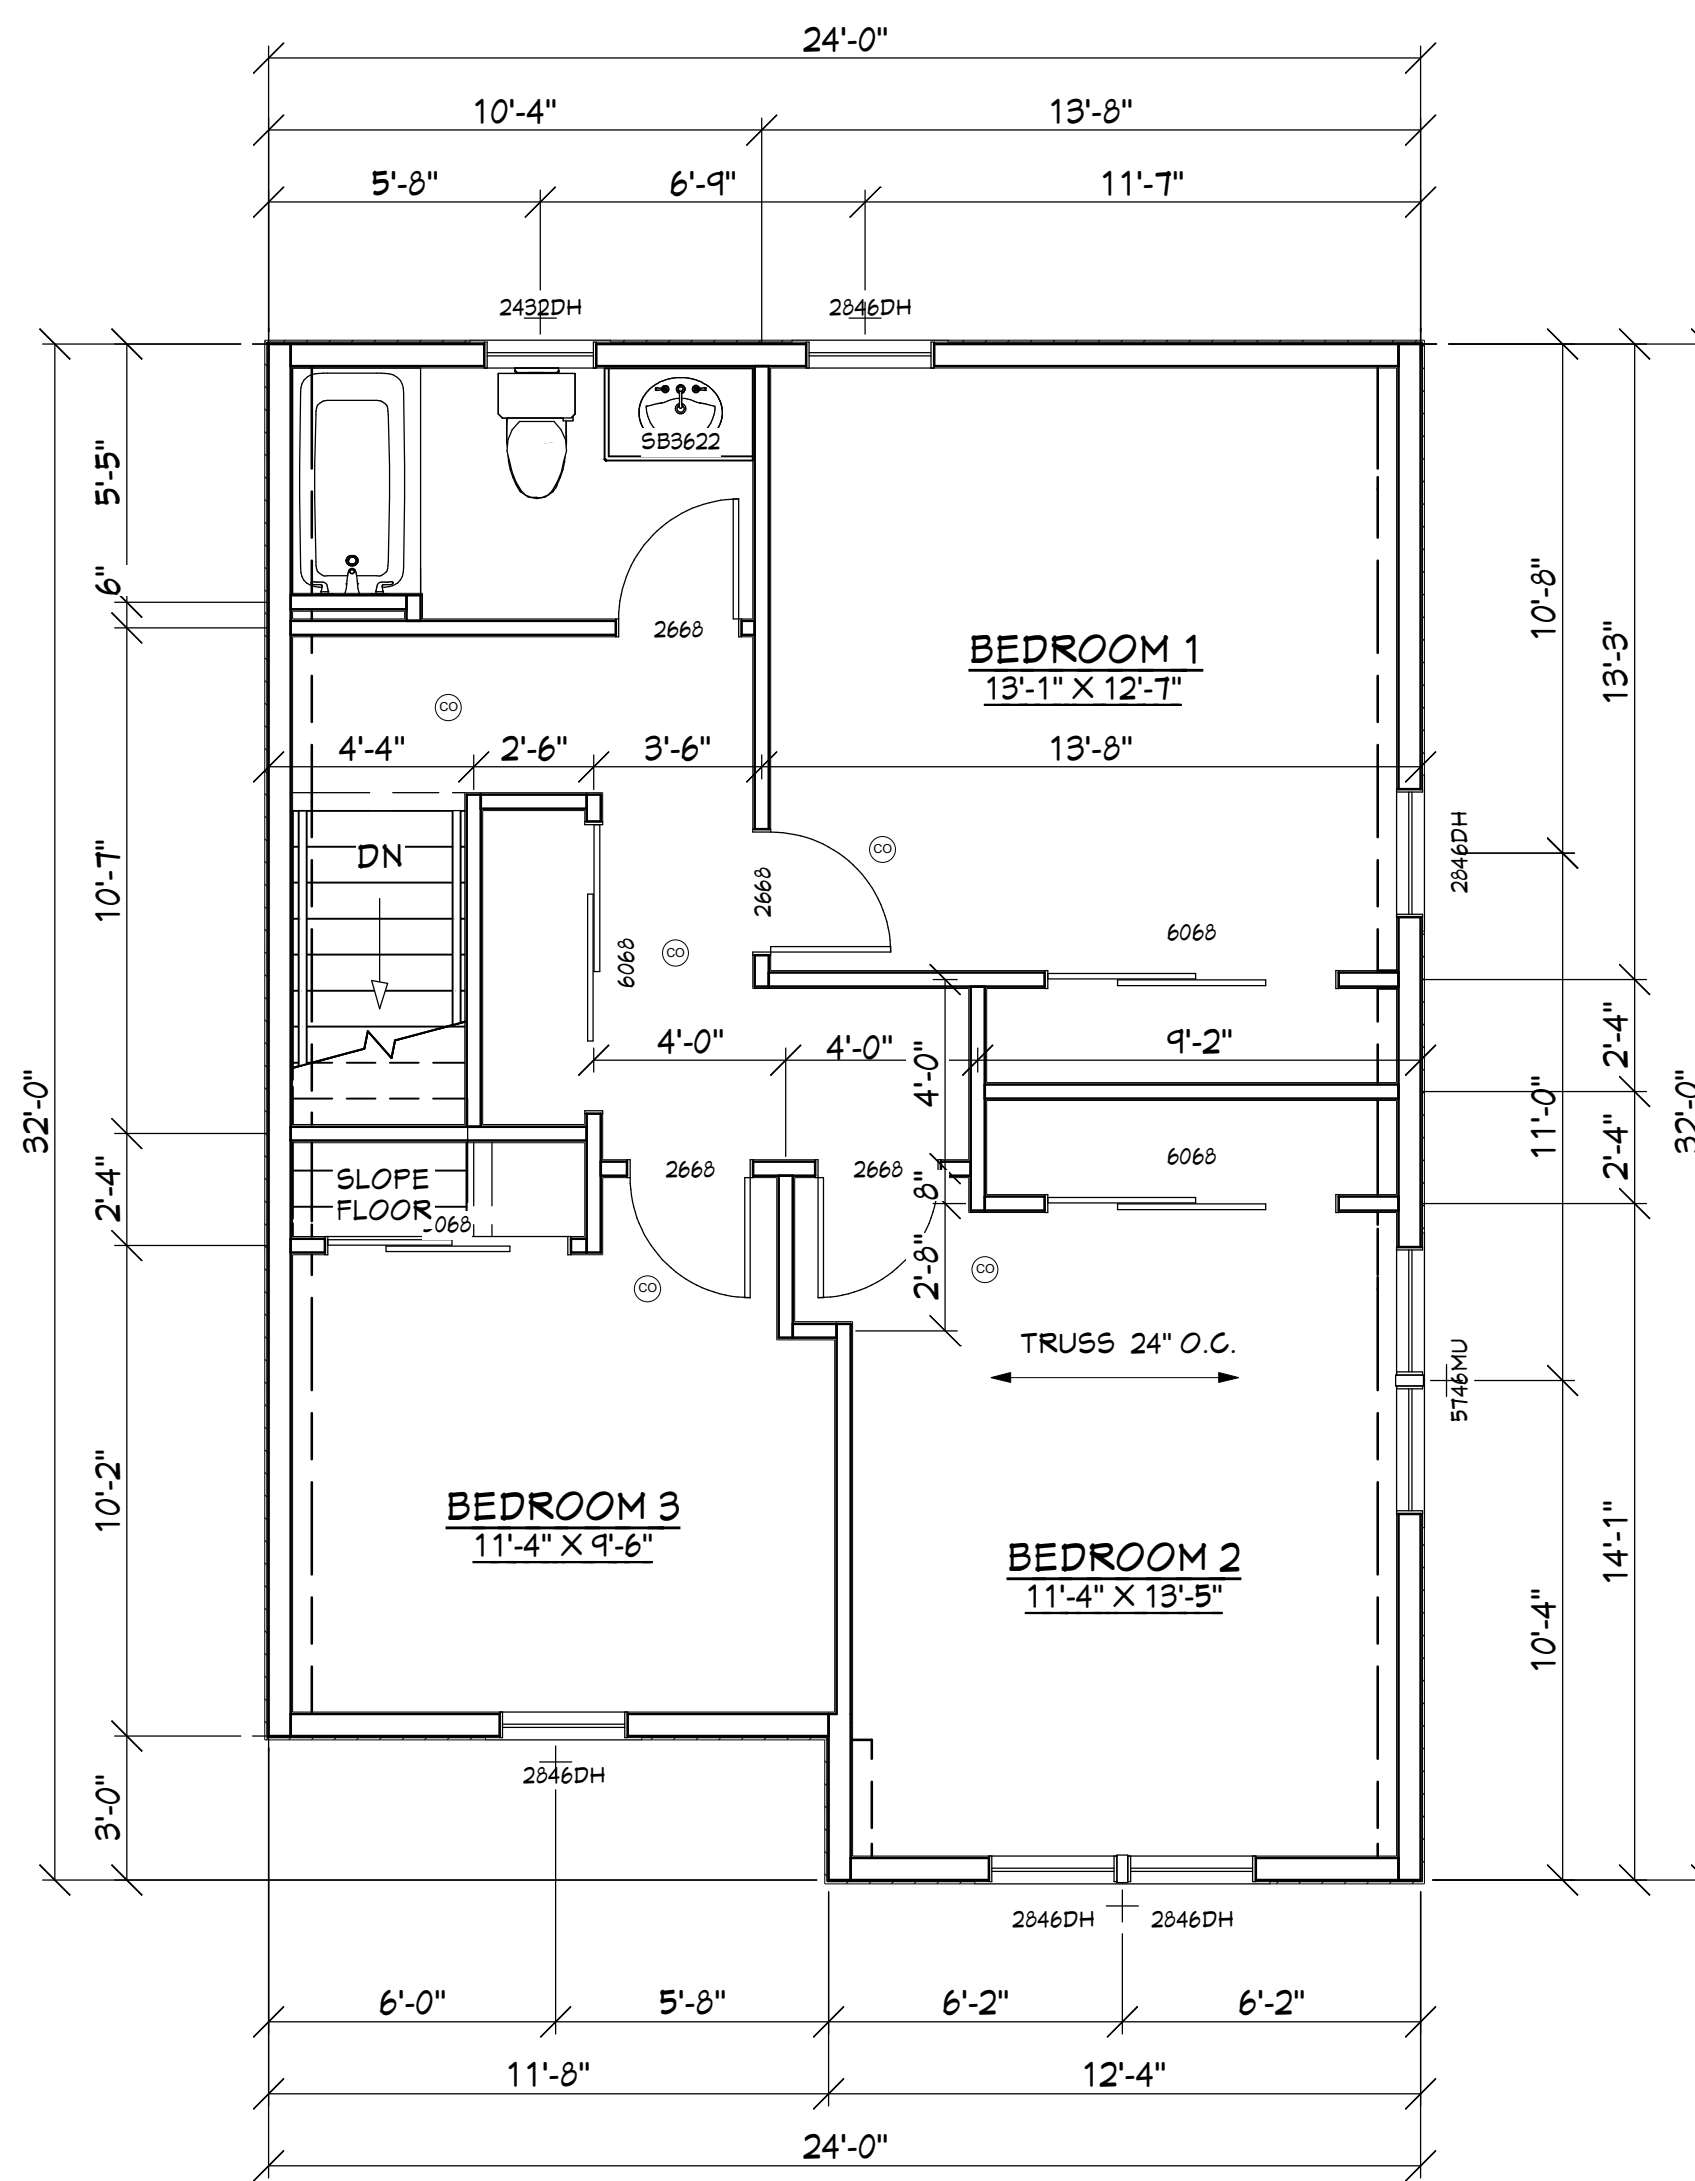 24'-0"
10'-4" 13'-8"
5'-8" 6'-9" 11'-7"
2432DH 2846DH
SB3622
5'-5"
6"
2668
BEDROOM 1
13'-1" X 12'-7"
10'-8"
13'-3"
CO
4'-4" 2'-6" 3'-6" 13'-8"
DN
10'-7"
2668
CO
2846DH
6068
CO
6068
4'-0" 4'-0" 4'-0" 9'-2"
2'-4"
32'-0"
11'-0"
32'-0"
2'-4"
2668 2668
6068
8"
SLOPE
FLOOR
068
2'-4"
2'-8"
CO
CO
TRUSS 24" O.C.
5746MU
10'-2"
BEDROOM 3
11'-4" X 9'-6"
BEDROOM 2
11'-4" X 13'-5"
14'-1"
10'-4"
2846DH
3'-0"
2846DH 2846DH
6'-0" 5'-8" 6'-2" 6'-2"
11'-8" 12'-4"
24'-0"